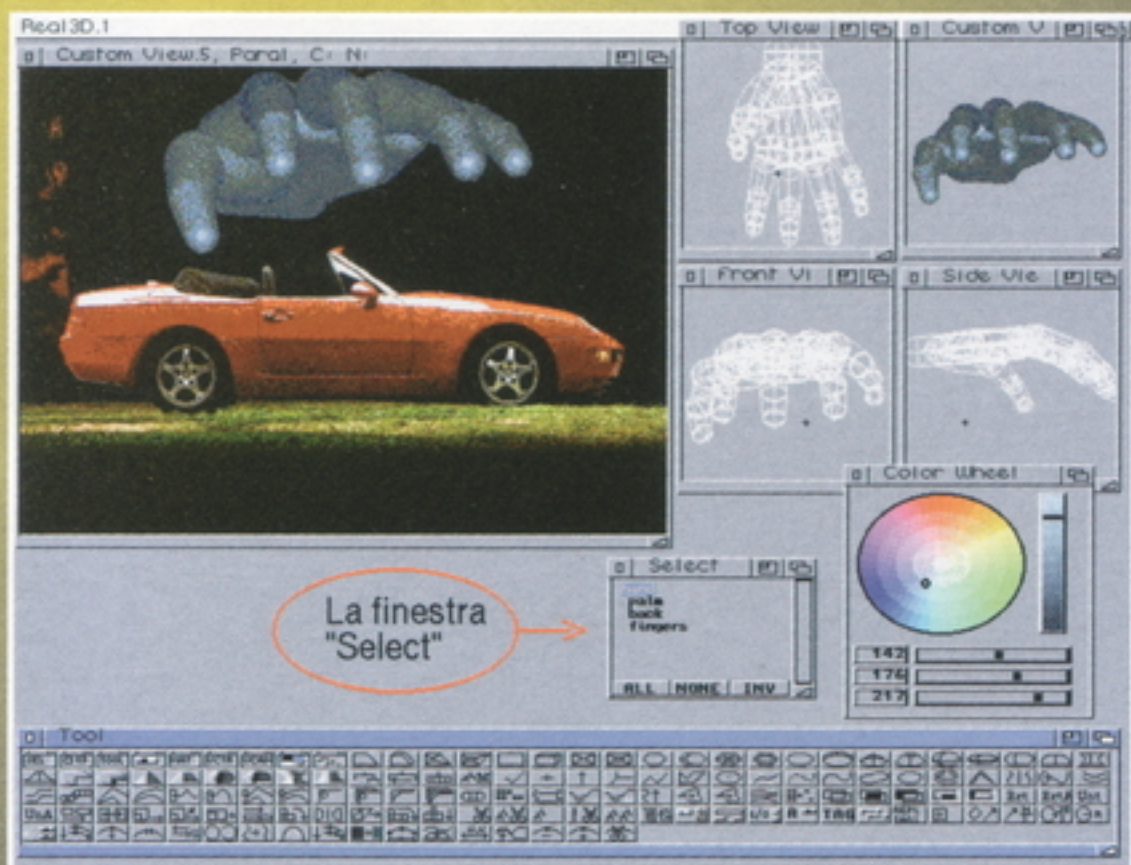 Real3D.1
Custom View.5, Paral, C: N:
Top View
Custom V
Front Vi
Side Vie
Color Wheel
Select
palm
back
fingers
ALL NONE INV
La finestra
"Select"
142
176
217
Tool
TAG